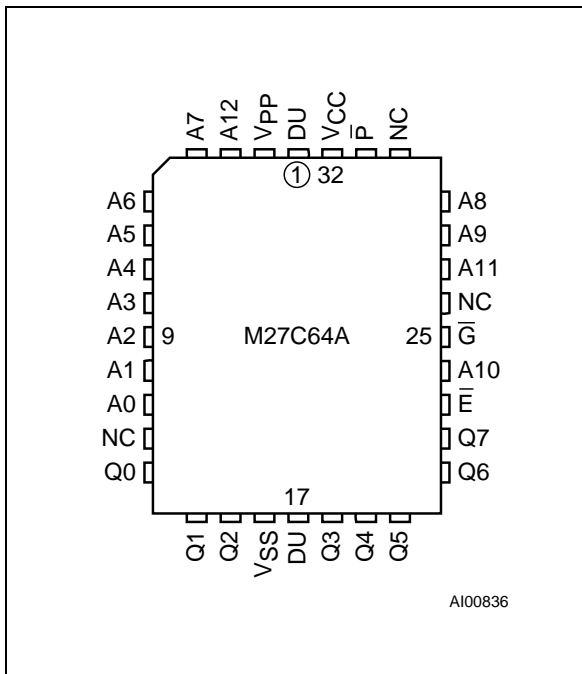 A7 A12 VPP DU VCC P̅ NC
1 32
A6 A8
A5 A9
A4 A11
A3 NC
A2 9 M27C64A 25 G̅
A1 A10
A0 E̅
NC Q7
Q0 Q6
17
Q1 Q2 VSS DU Q3 Q4 Q5
AI00836